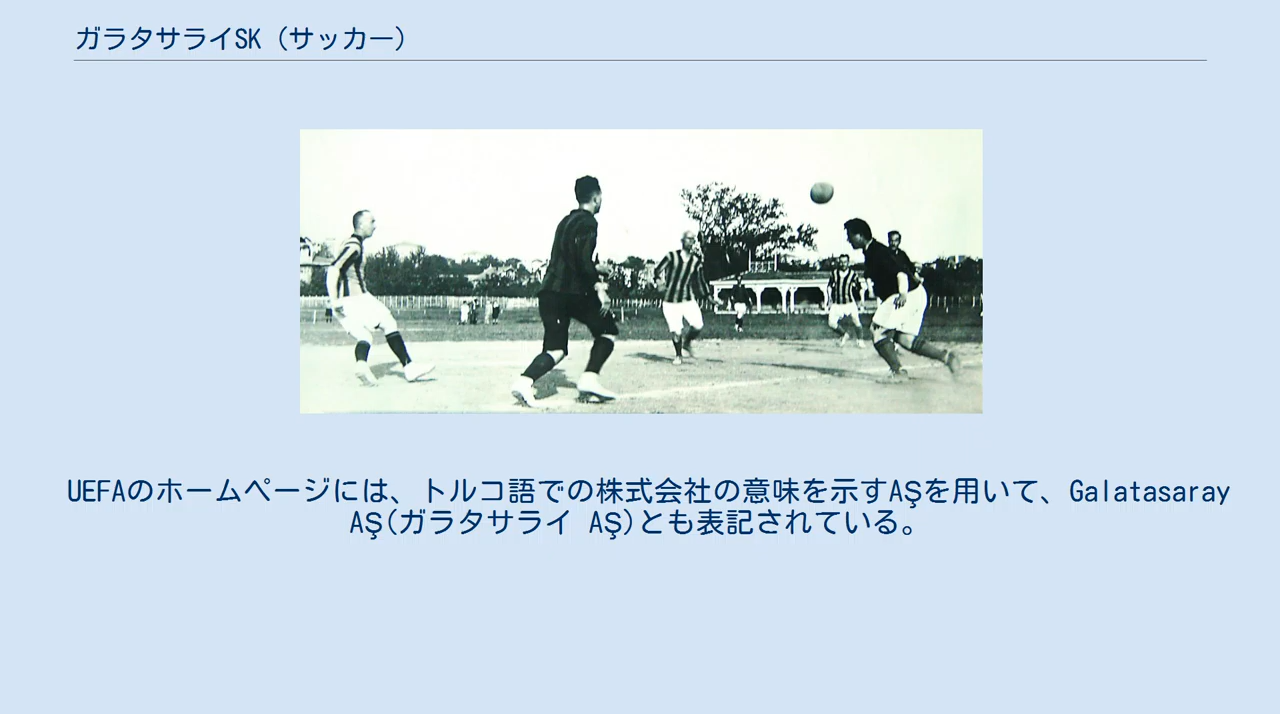 ガラタサライSK（サッカー）
UEFAのホームページには、トルコ語での株式会社の意味を示すAŞを用いて、Galatasaray
AŞ(ガラタサライ AŞ)とも表記されている。